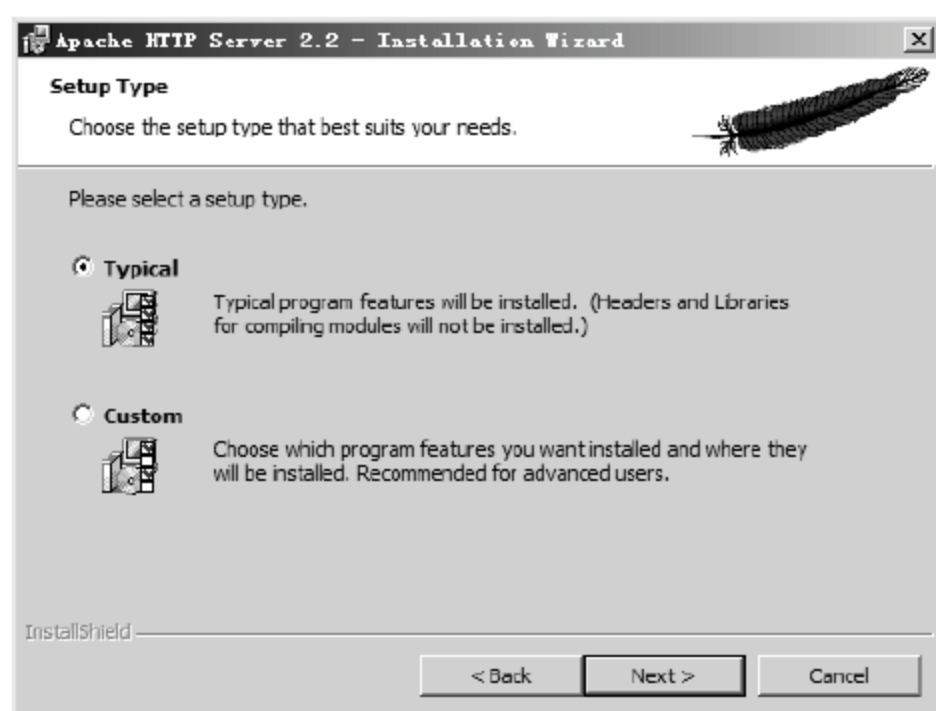 Apache HTTP Server 2.2 - Installation Wizard
Setup Type
Choose the setup type that best suits your needs.
Please select a setup type.
Typical
Typical program features will be installed. (Headers and Libraries
for compiling modules will not be installed.)
Custom
Choose which program features you want installed and where they
will be installed. Recommended for advanced users.
InstallShield
< Back
Next >
Cancel